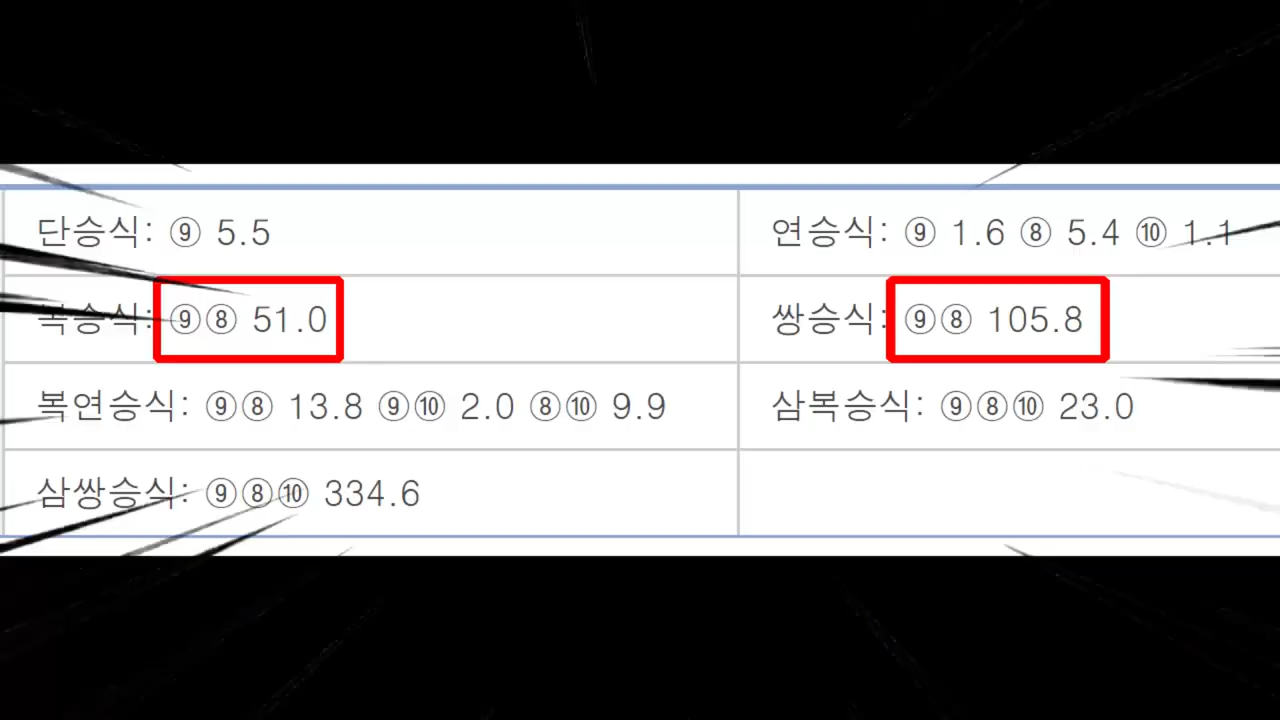 단승식: ⑨ 5.5
연승식: ⑨ 1.6 ⑧ 5.4 ⑩ 1.1
복승식: ⑨⑧ 51.0
쌍승식: ⑨⑧ 105.8
복연승식: ⑨⑧ 13.8 ⑨⑩ 2.0 ⑧⑩ 9.9
삼복승식: ⑨⑧⑩ 23.0
삼쌍승식: ⑨⑧⑩ 334.6